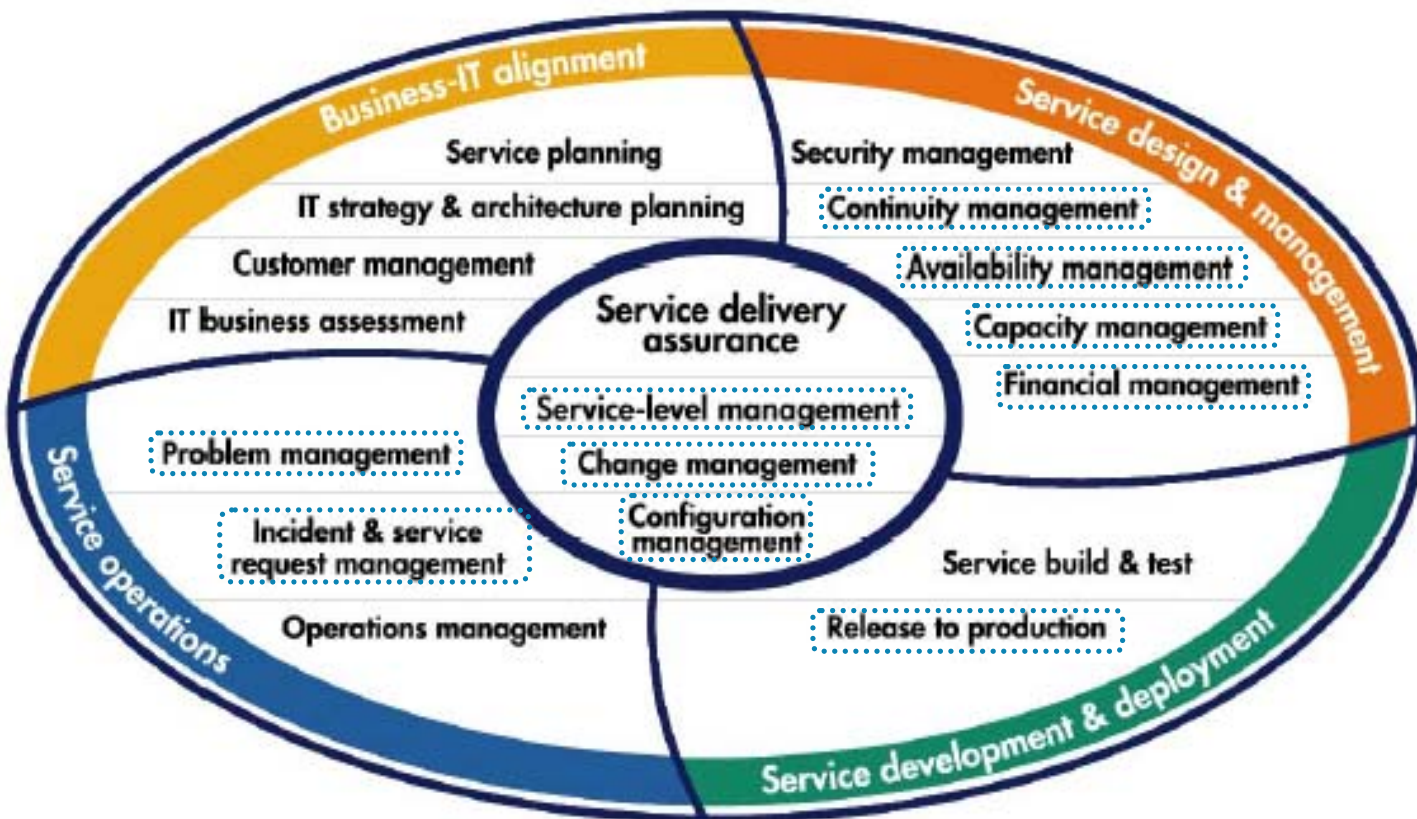 Business-IT alignment
Service planning
IT strategy & architecture planning
Customer management
IT business assessment
Service design & management
Security management
Continuity management
Availability management
Capacity management
Financial management
Service delivery
assurance
Service-level management
Change management
Configuration
management
Service operations
Problem management
Incident & service
request management
Operations management
Service development & deployment
Service build & test
Release to production